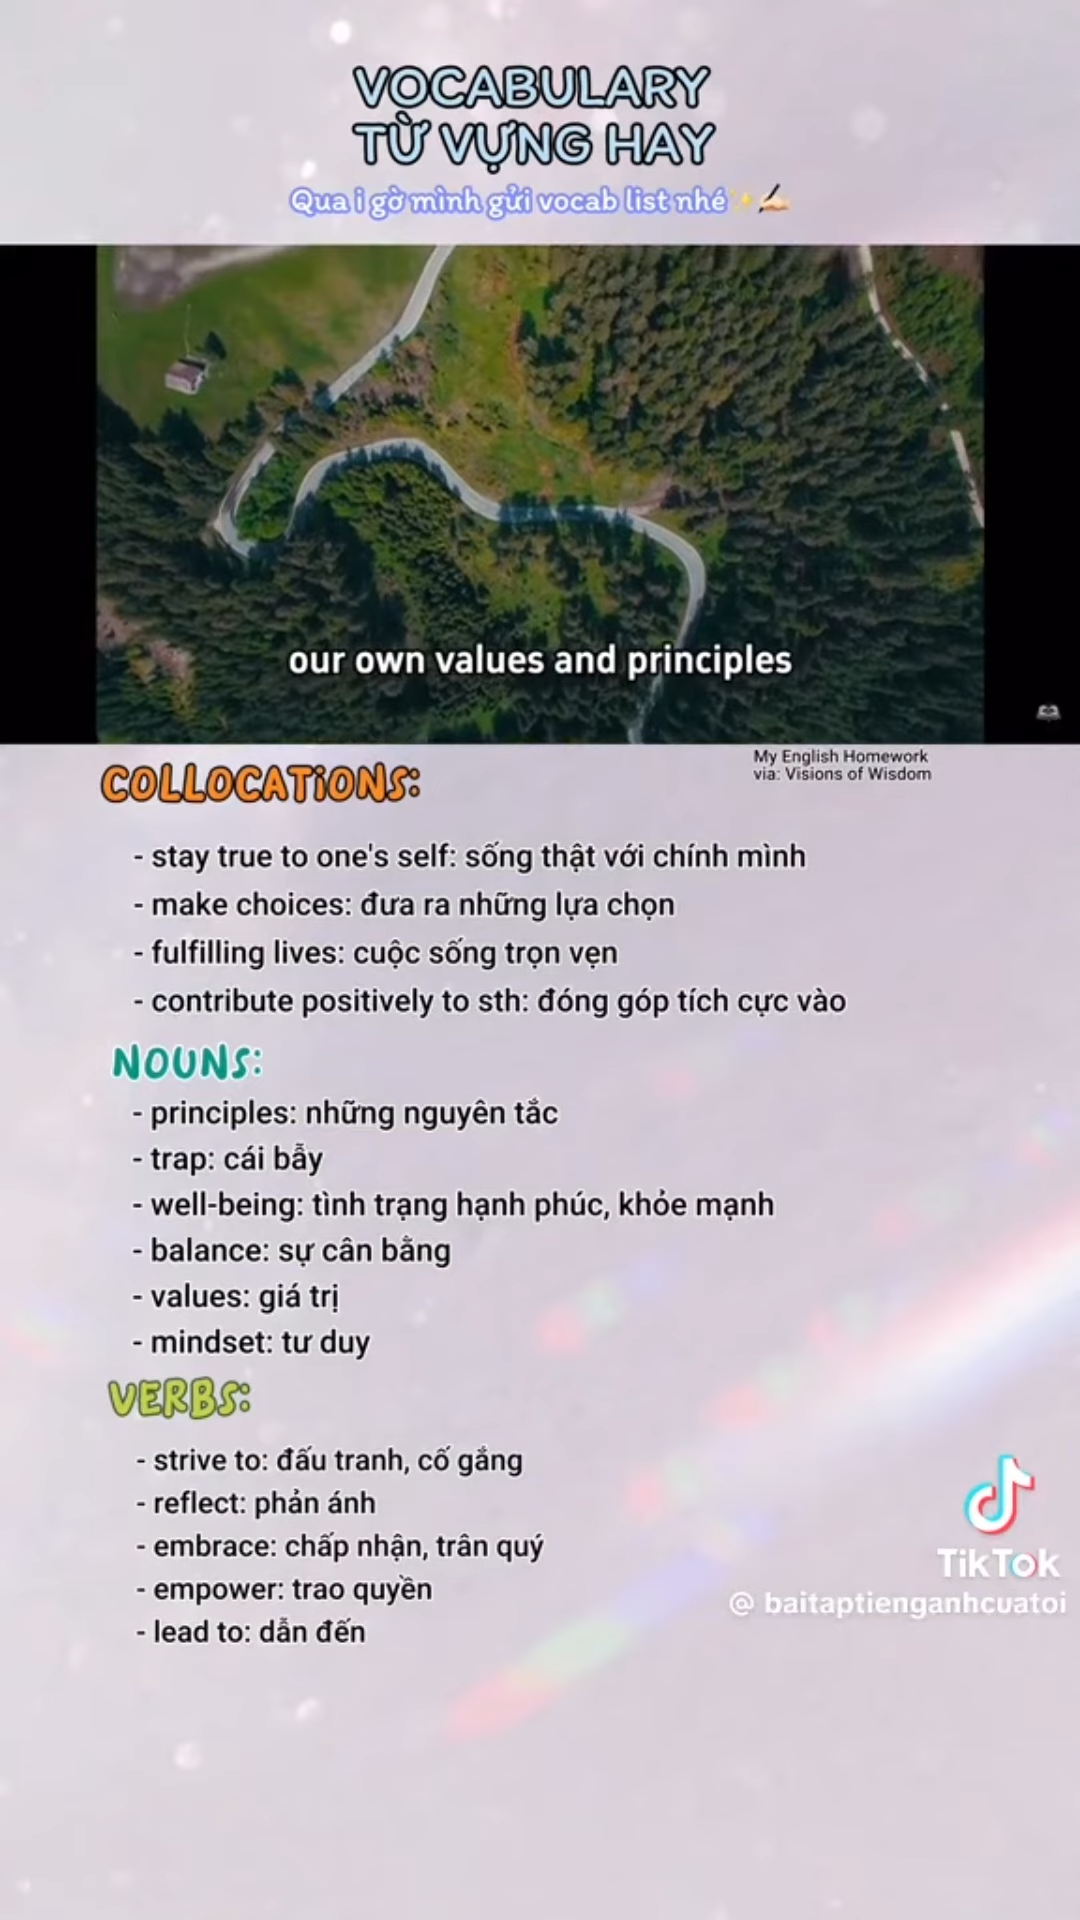 VOCABULARY
TỪ VỰNG HAY
Qua i gờ mình gửi vocab list nhé✨✍🏻
our own values and principles
My English Homework
via: Visions of Wisdom
COLLOCATIONS:
- stay true to one's self: sống thật với chính mình
- make choices: đưa ra những lựa chọn
- fulfilling lives: cuộc sống trọn vẹn
- contribute positively to sth: đóng góp tích cực vào
NOUNS:
- principles: những nguyên tắc
- trap: cái bẫy
- well-being: tình trạng hạnh phúc, khỏe mạnh
- balance: sự cân bằng
- values: giá trị
- mindset: tư duy
VERBS:
- strive to: đấu tranh, cố gắng
- reflect: phản ánh
- embrace: chấp nhận, trân quý
- empower: trao quyền
- lead to: dẫn đến
TikTok
@ baitaptienganhcuatoi